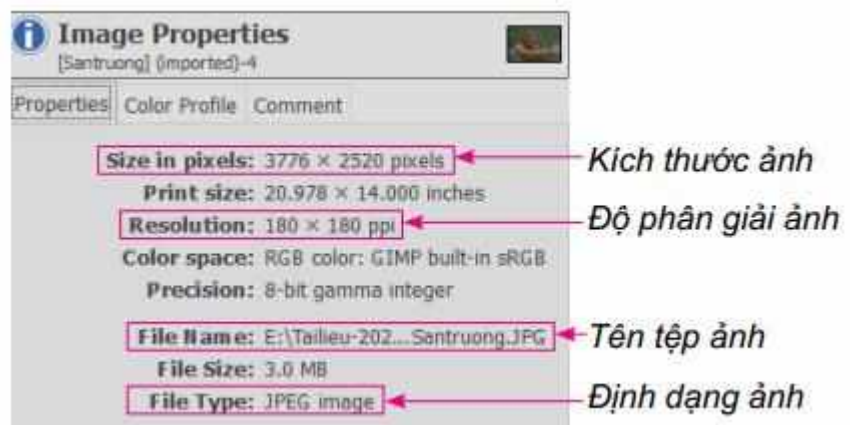 Image Properties
[Santruong] (imported)-4
Properties Color Profile Comment
Size in pixels: 3776 × 2520 pixels Kích thước ảnh
Print size: 20.978 × 14.000 inches
Resolution: 180 × 180 ppi Độ phân giải ảnh
Color space: RGB color: GIMP built-in sRGB
Precision: 8-bit gamma integer
File Name: E:\Tailieu-202...Santruong.JPG Tên tệp ảnh
File Size: 3.0 MB
File Type: JPEG image Định dạng ảnh